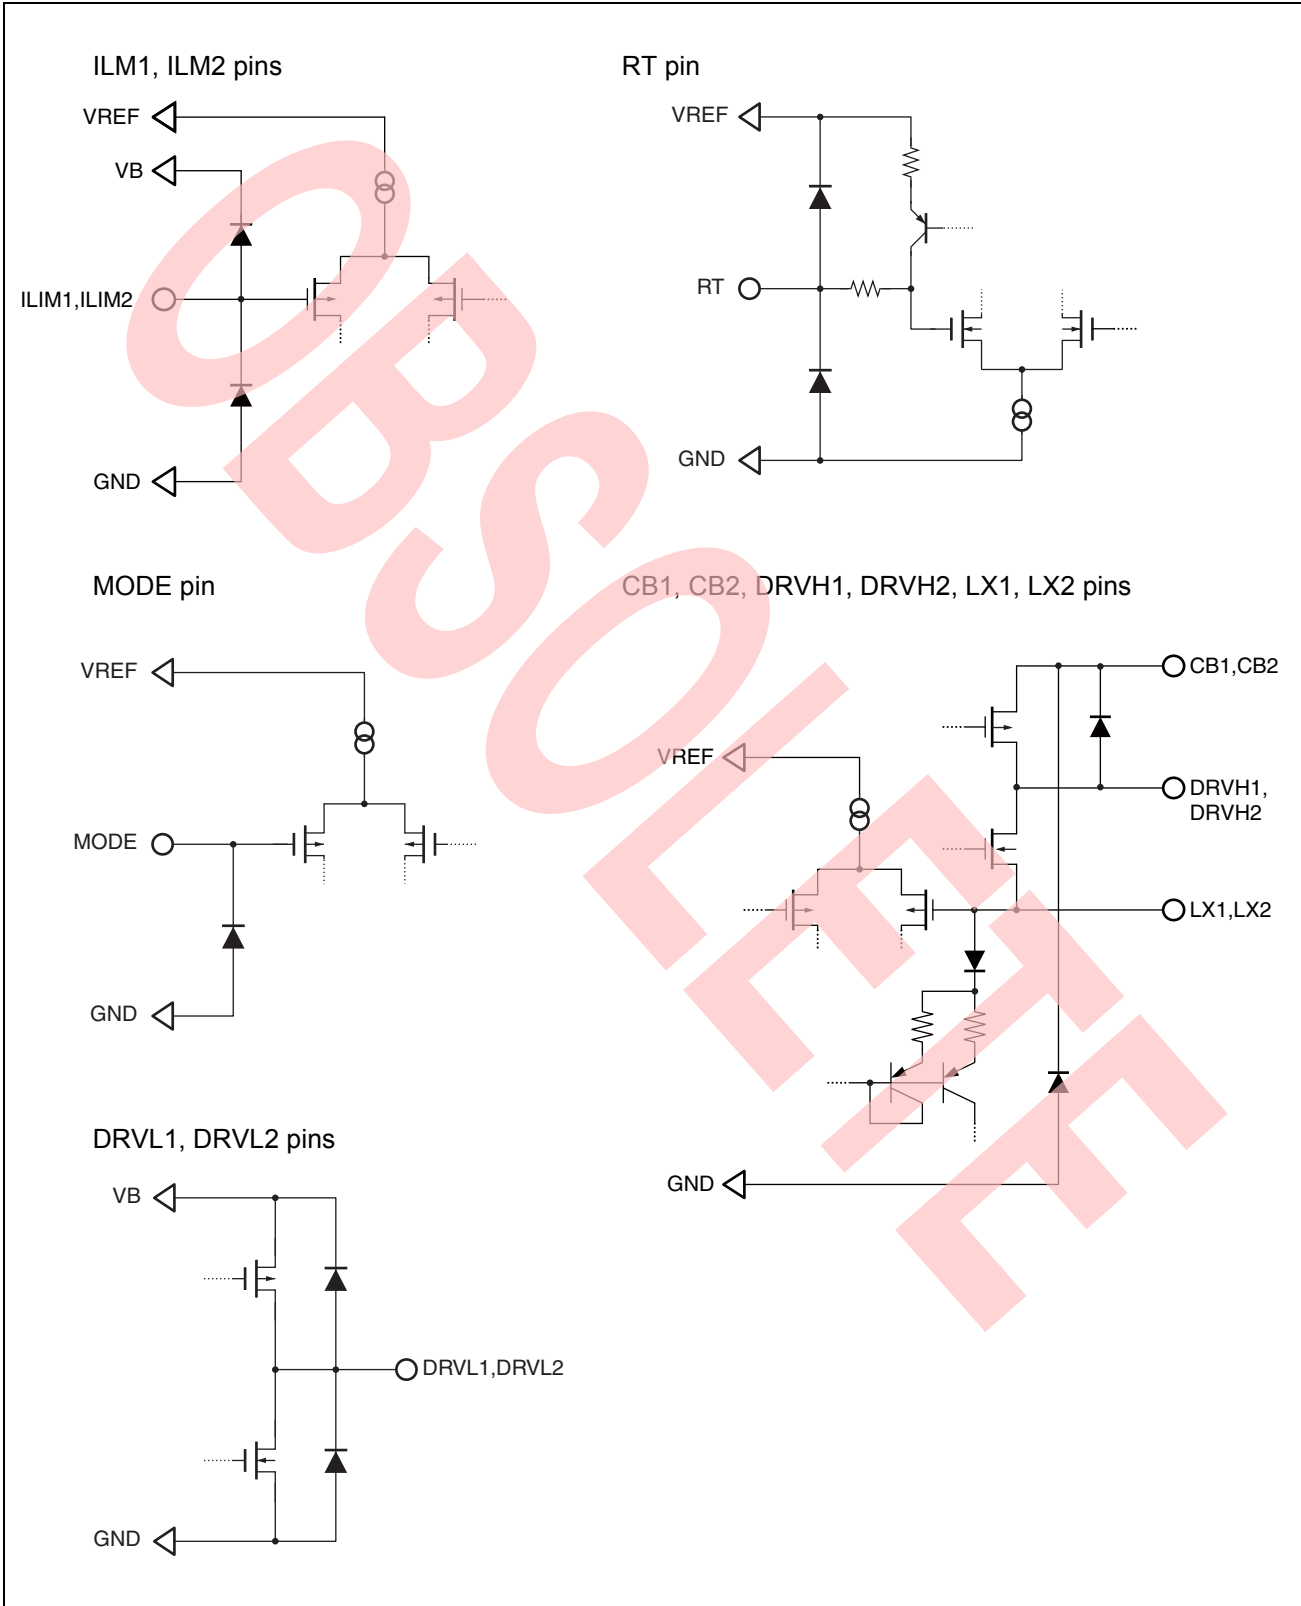 ILM1, ILM2 pins
VREF
VB
ILIM1,ILIM2
GND
RT pin
VREF
RT
GND
MODE pin
VREF
MODE
GND
CB1, CB2, DRVH1, DRVH2, LX1, LX2 pins
CB1,CB2
VREF
DRVH1,
DRVH2
LX1,LX2
GND
DRVL1, DRVL2 pins
VB
DRVL1,DRVL2
GND
OBSOLETE